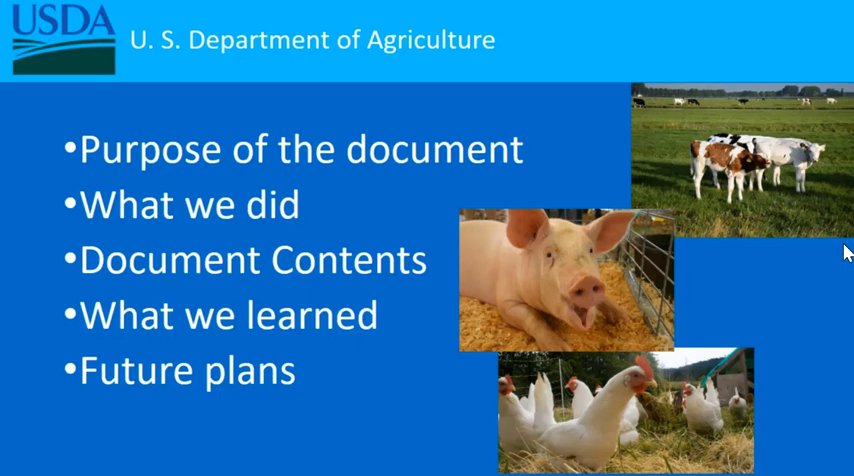 USDA
U. S. Department of Agriculture
•Purpose of the document
•What we did
•Document Contents
•What we learned
•Future plans